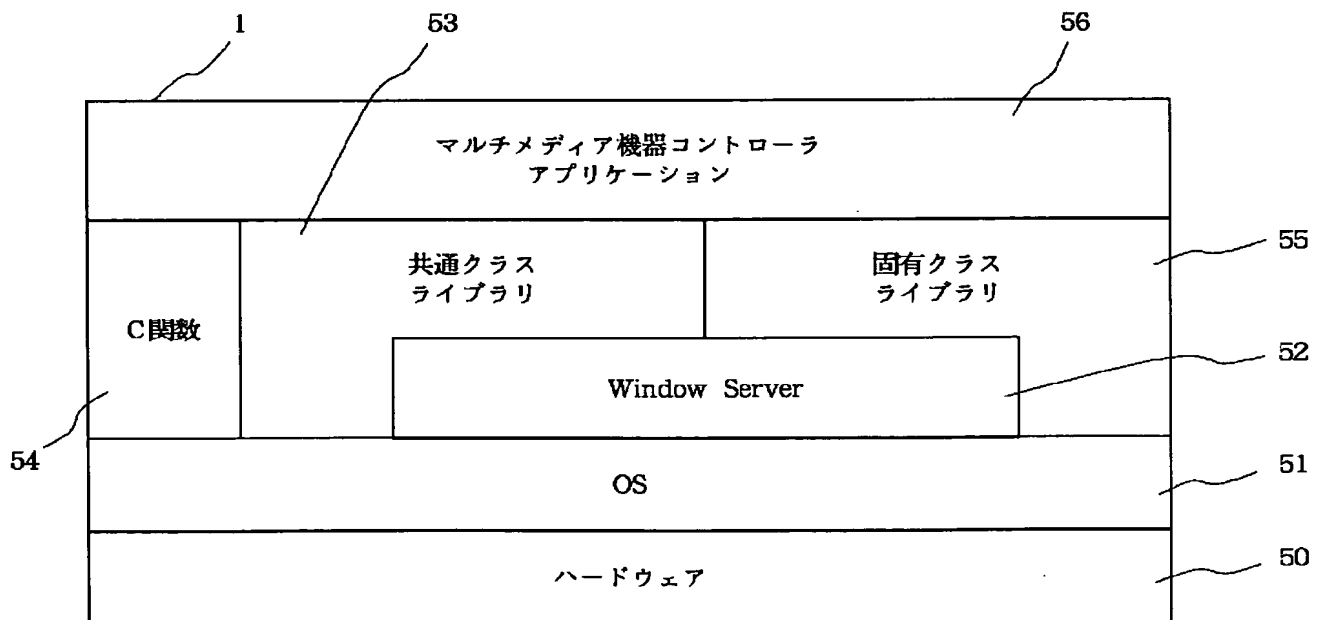 1
53
56
マルチメディア機器コントローラ
アプリケーション
共通クラス
ライブラリ
固有クラス
ライブラリ
55
C関数
Window Server
52
54
OS
51
ハードウェア
50